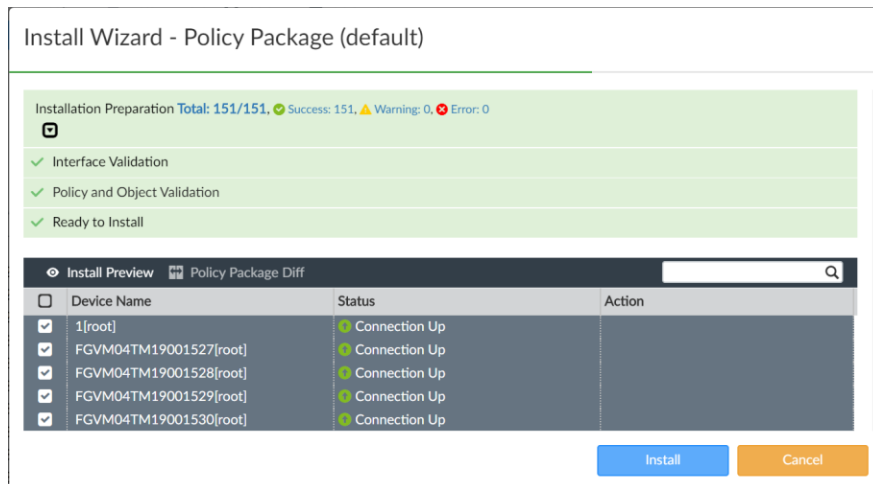 Install Wizard - Policy Package (default)
Installation Preparation Total: 151/151, Success: 151, Warning: 0, Error: 0
Interface Validation
Policy and Object Validation
Ready to Install
Install Preview Policy Package Diff
Device Name Status Action
1[root] Connection Up
FGVM04TM19001527[root] Connection Up
FGVM04TM19001528[root] Connection Up
FGVM04TM19001529[root] Connection Up
FGVM04TM19001530[root] Connection Up
Install Cancel